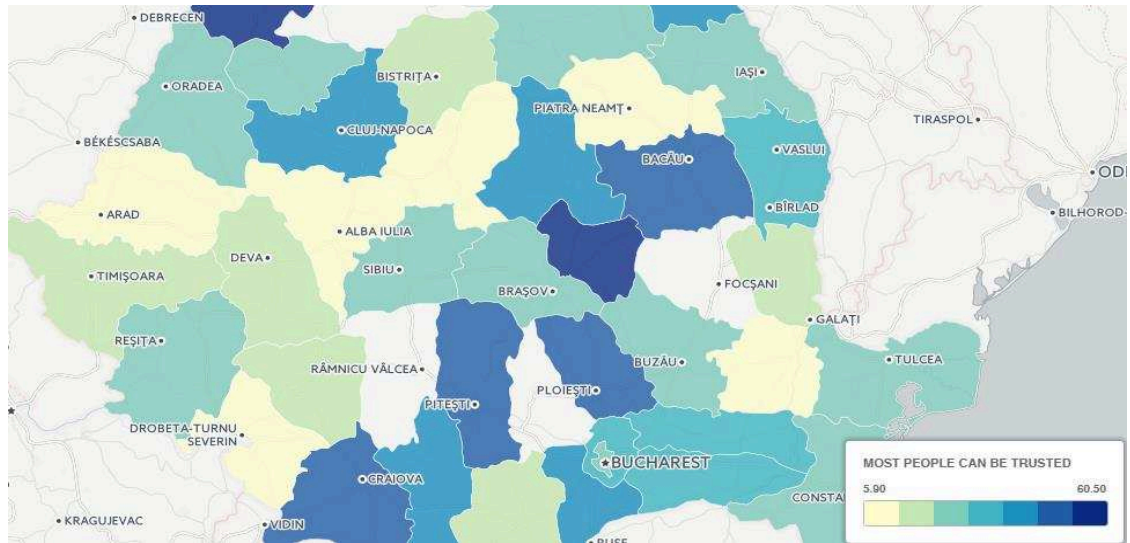 DEBRECEN
ORADEA
BISTRIȚA
IAȘI
PIATRA NEAMȚ
TIRASPOL
CLUJ-NAPOCA
BÉKÉSCSABA
VASLUI
BACĂU
ODE
BÎRLAD
BILHOROD-
ARAD
ALBA IULIA
DEVA
SIBIU
TIMIȘOARA
FOCȘANI
BRAȘOV
GALAȚI
REȘIȚA
TULCEA
BUZĂU
RÂMNICU VÂLCEA
PLOIEȘTI
PITEȘTI
DROBETA-TURNU
SEVERIN
BUCHAREST
MOST PEOPLE CAN BE TRUSTED
5.90 60.50
CRAIOVA
CONSTA
KRAGUJEVAC
VIDIN